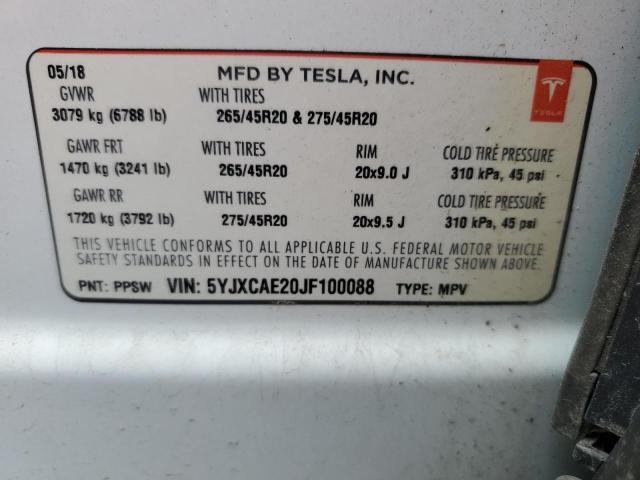 05/18 MFD BY TESLA, INC.
GVWR WITH TIRES
3079 kg (6788 lb) 265/45R20 & 275/45R20
TESLA
GAWR FRT WITH TIRES RIM COLD TIRE PRESSURE
1470 kg (3241 lb) 265/45R20 20x9.0 J 310 kPa, 45 psi
GAWR RR WITH TIRES COLD TIRE PRESSURE
1720 kg (3792 lb) 275/45R20 20x9.5 J 310 kPa, 45 psi
THIS VEHICLE CONFORMS TO ALL APPLICABLE U.S. FEDERAL MOTOR VEHICLE
SAFETY STANDARDS IN EFFECT ON THE DATE OF MANUFACTURE SHOWN ABOVE.
PNT: PPSW VIN: 5YJXCAE20JF100088 TYPE: MPV